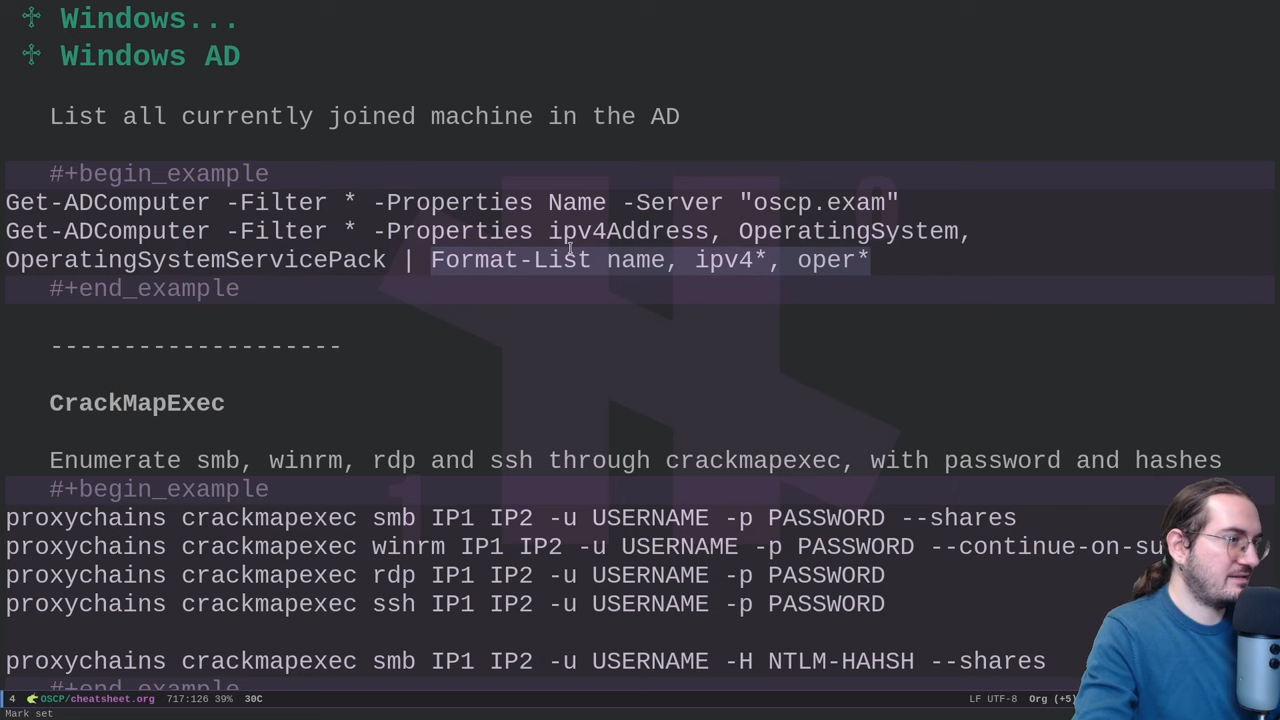 Windows...
Windows AD
List all currently joined machine in the AD
#+begin_example
Get-ADComputer -Filter * -Properties Name -Server "oscp.exam"
Get-ADComputer -Filter * -Properties ipv4Address, OperatingSystem,
OperatingSystemServicePack | Format-List name, ipv4*, oper*
#+end_example
--------------------
CrackMapExec
Enumerate smb, winrm, rdp and ssh through crackmapexec, with password and hashes
#+begin_example
proxychains crackmapexec smb IP1 IP2 -u USERNAME -p PASSWORD --shares
proxychains crackmapexec winrm IP1 IP2 -u USERNAME -p PASSWORD --continue-on-su
proxychains crackmapexec rdp IP1 IP2 -u USERNAME -p PASSWORD
proxychains crackmapexec ssh IP1 IP2 -u USERNAME -p PASSWORD
proxychains crackmapexec smb IP1 IP2 -u USERNAME -H NTLM-HAHSH --shares
#+end_example
4 OSCP/cheatsheet.org 717:126 39% 30C LF UTF-8 Org (+5)
Mark set